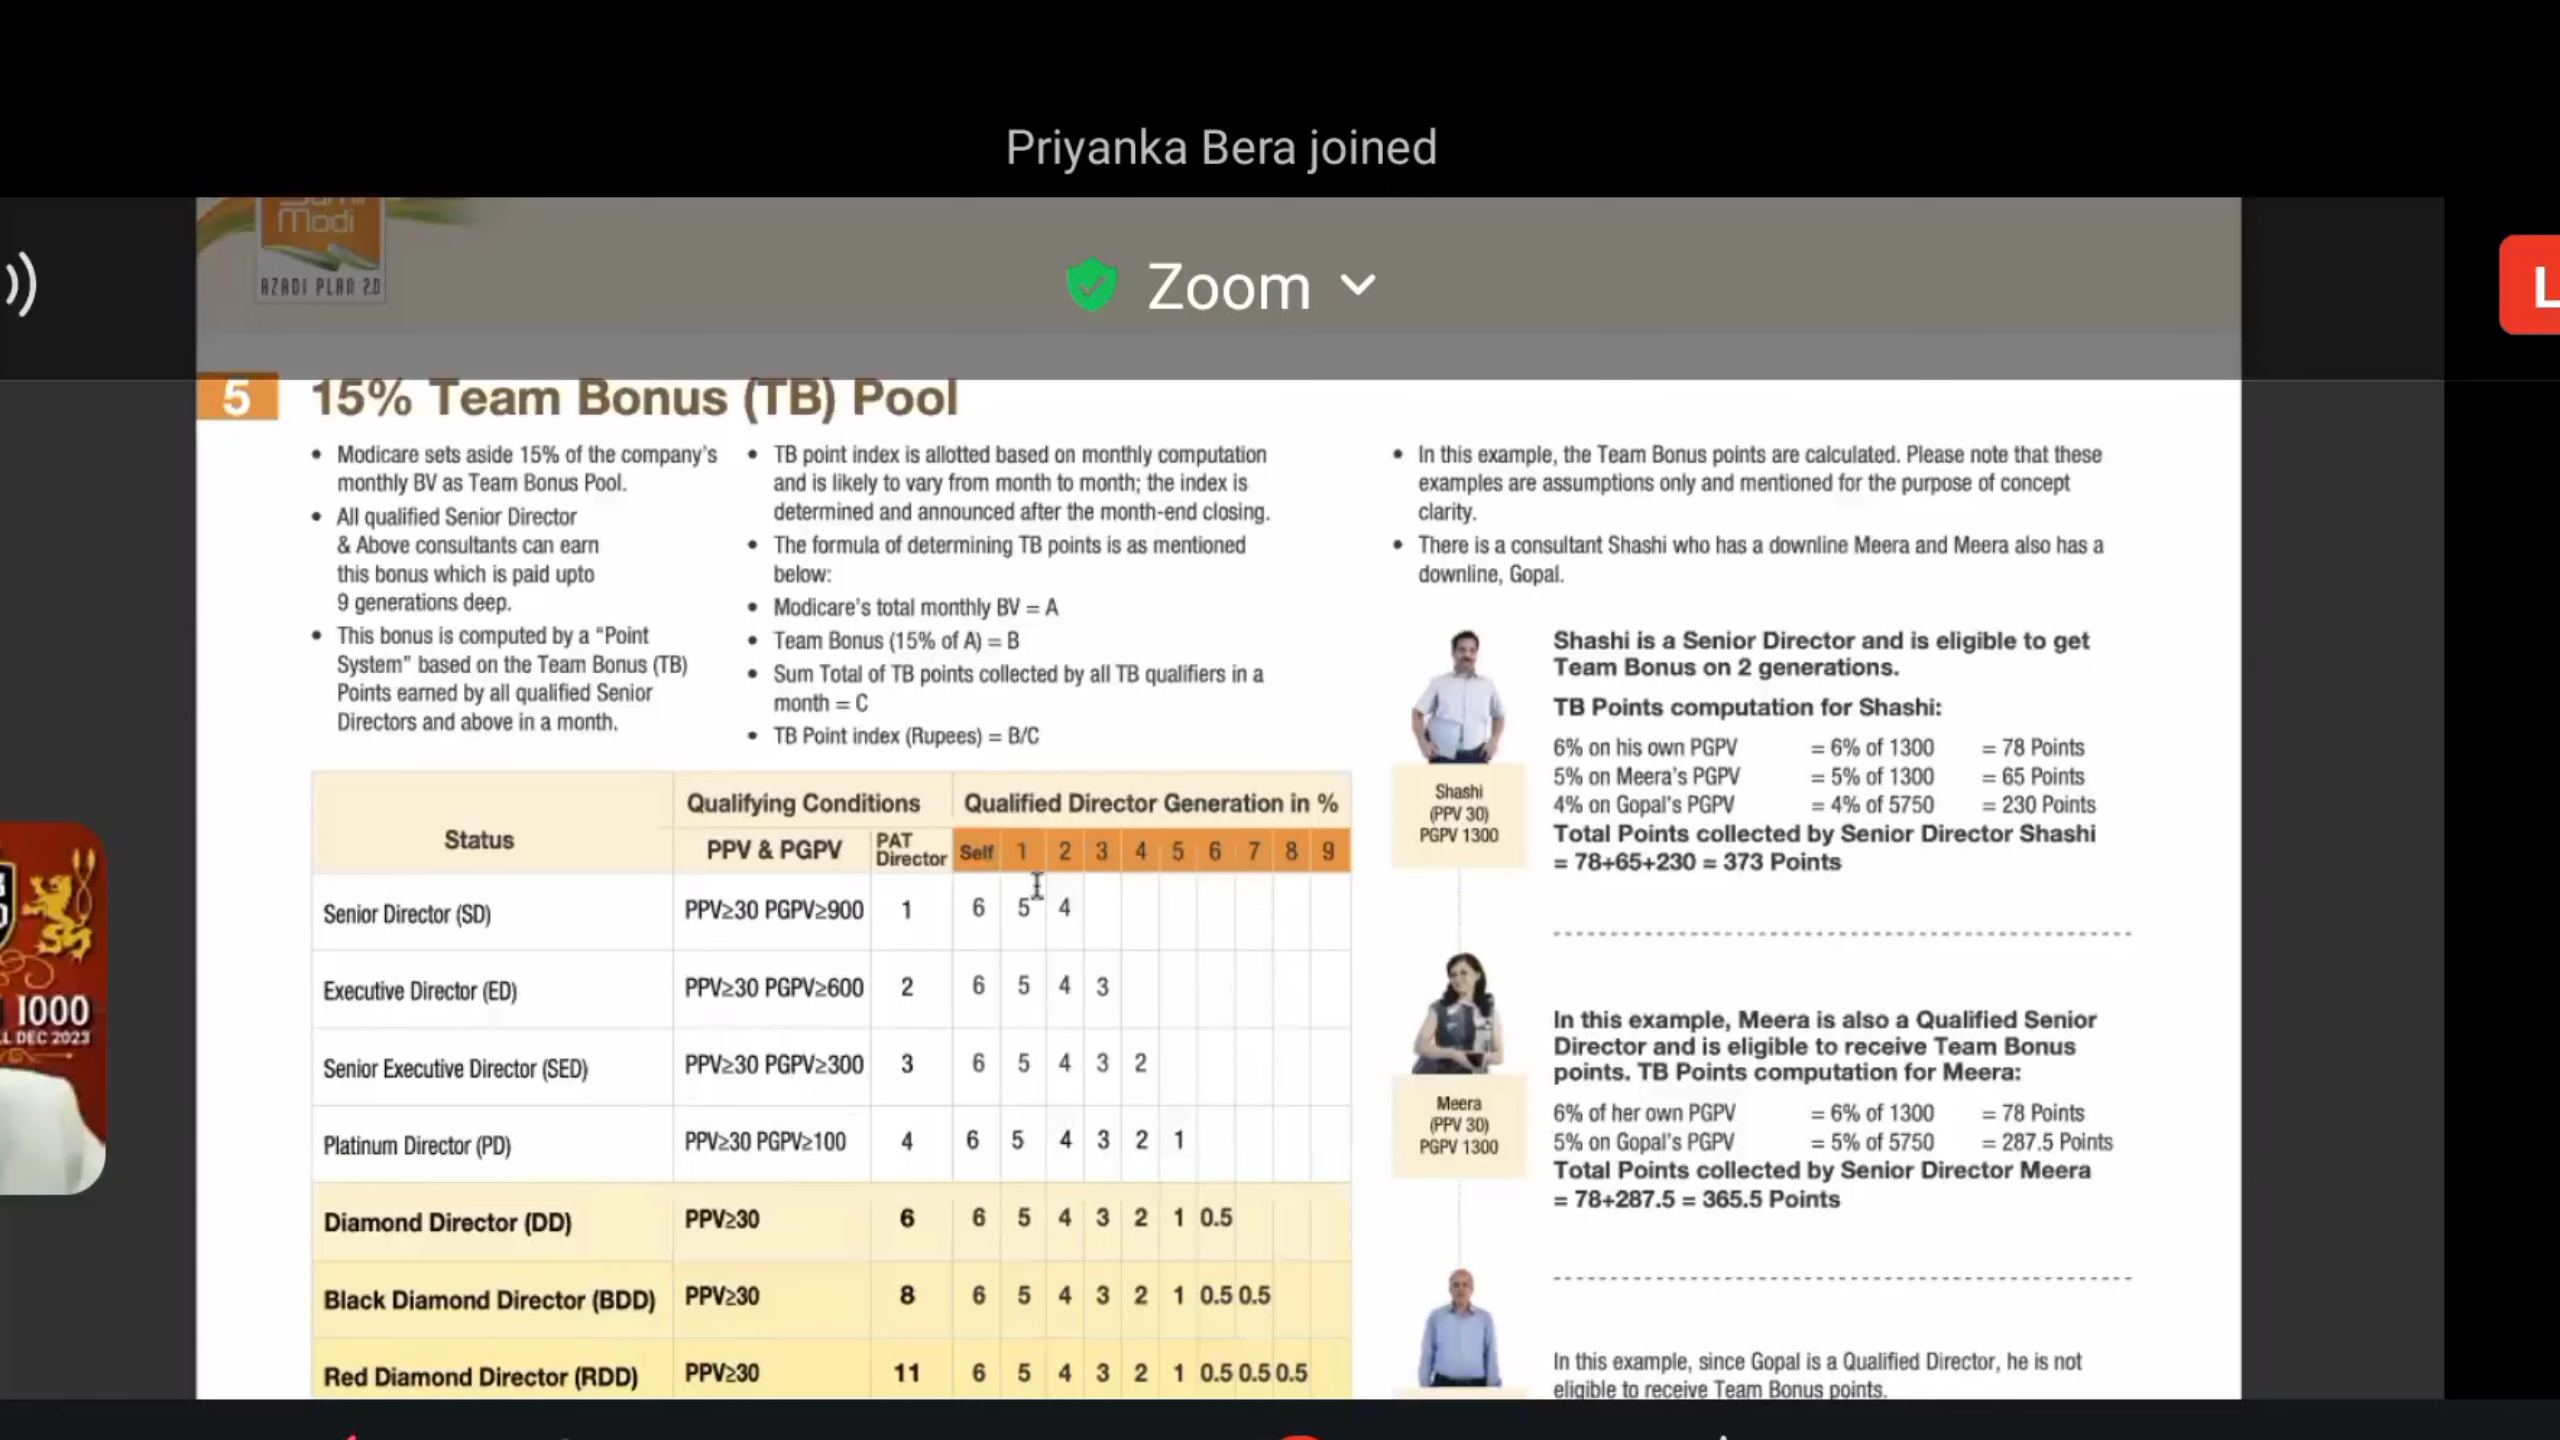 Priyanka Bera joined
Modi
AZADI PLAN 2.0
Zoom
L
5 15% Team Bonus (TB) Pool
• Modicare sets aside 15% of the company's
monthly BV as Team Bonus Pool.
• All qualified Senior Director
& Above consultants can earn
this bonus which is paid upto
9 generations deep.
• This bonus is computed by a “Point
System” based on the Team Bonus (TB)
Points earned by all qualified Senior
Directors and above in a month.
• TB point index is allotted based on monthly computation
and is likely to vary from month to month; the index is
determined and announced after the month-end closing.
• The formula of determining TB points is as mentioned
below:
• Modicare's total monthly BV = A
• Team Bonus (15% of A) = B
• Sum Total of TB points collected by all TB qualifiers in a
month = C
• TB Point index (Rupees) = B/C
Status Qualifying Conditions Qualified Director Generation in %
PPV & PGPV PAT Director Self 1 2 3 4 5 6 7 8 9
Senior Director (SD) PPV≥30 PGPV≥900 1 6 5 4
Executive Director (ED) PPV≥30 PGPV≥600 2 6 5 4 3
Senior Executive Director (SED) PPV≥30 PGPV≥300 3 6 5 4 3 2
Platinum Director (PD) PPV≥30 PGPV≥100 4 6 5 4 3 2 1
Diamond Director (DD) PPV≥30 6 6 5 4 3 2 1 0.5
Black Diamond Director (BDD) PPV≥30 8 6 5 4 3 2 1 0.5 0.5
Red Diamond Director (RDD) PPV≥30 11 6 5 4 3 2 1 0.5 0.5 0.5
• In this example, the Team Bonus points are calculated. Please note that these
examples are assumptions only and mentioned for the purpose of concept
clarity.
• There is a consultant Shashi who has a downline Meera and Meera also has a
downline, Gopal.
Shashi
(PPV 30)
PGPV 1300
Shashi is a Senior Director and is eligible to get
Team Bonus on 2 generations.
TB Points computation for Shashi:
6% on his own PGPV = 6% of 1300 = 78 Points
5% on Meera's PGPV = 5% of 1300 = 65 Points
4% on Gopal's PGPV = 4% of 5750 = 230 Points
Total Points collected by Senior Director Shashi
= 78+65+230 = 373 Points
Meera
(PPV 30)
PGPV 1300
In this example, Meera is also a Qualified Senior
Director and is eligible to receive Team Bonus
points. TB Points computation for Meera:
6% of her own PGPV = 6% of 1300 = 78 Points
5% on Gopal's PGPV = 5% of 5750 = 287.5 Points
Total Points collected by Senior Director Meera
= 78+287.5 = 365.5 Points
In this example, since Gopal is a Qualified Director, he is not
eligible to receive Team Bonus points.
1000
DEC 2023